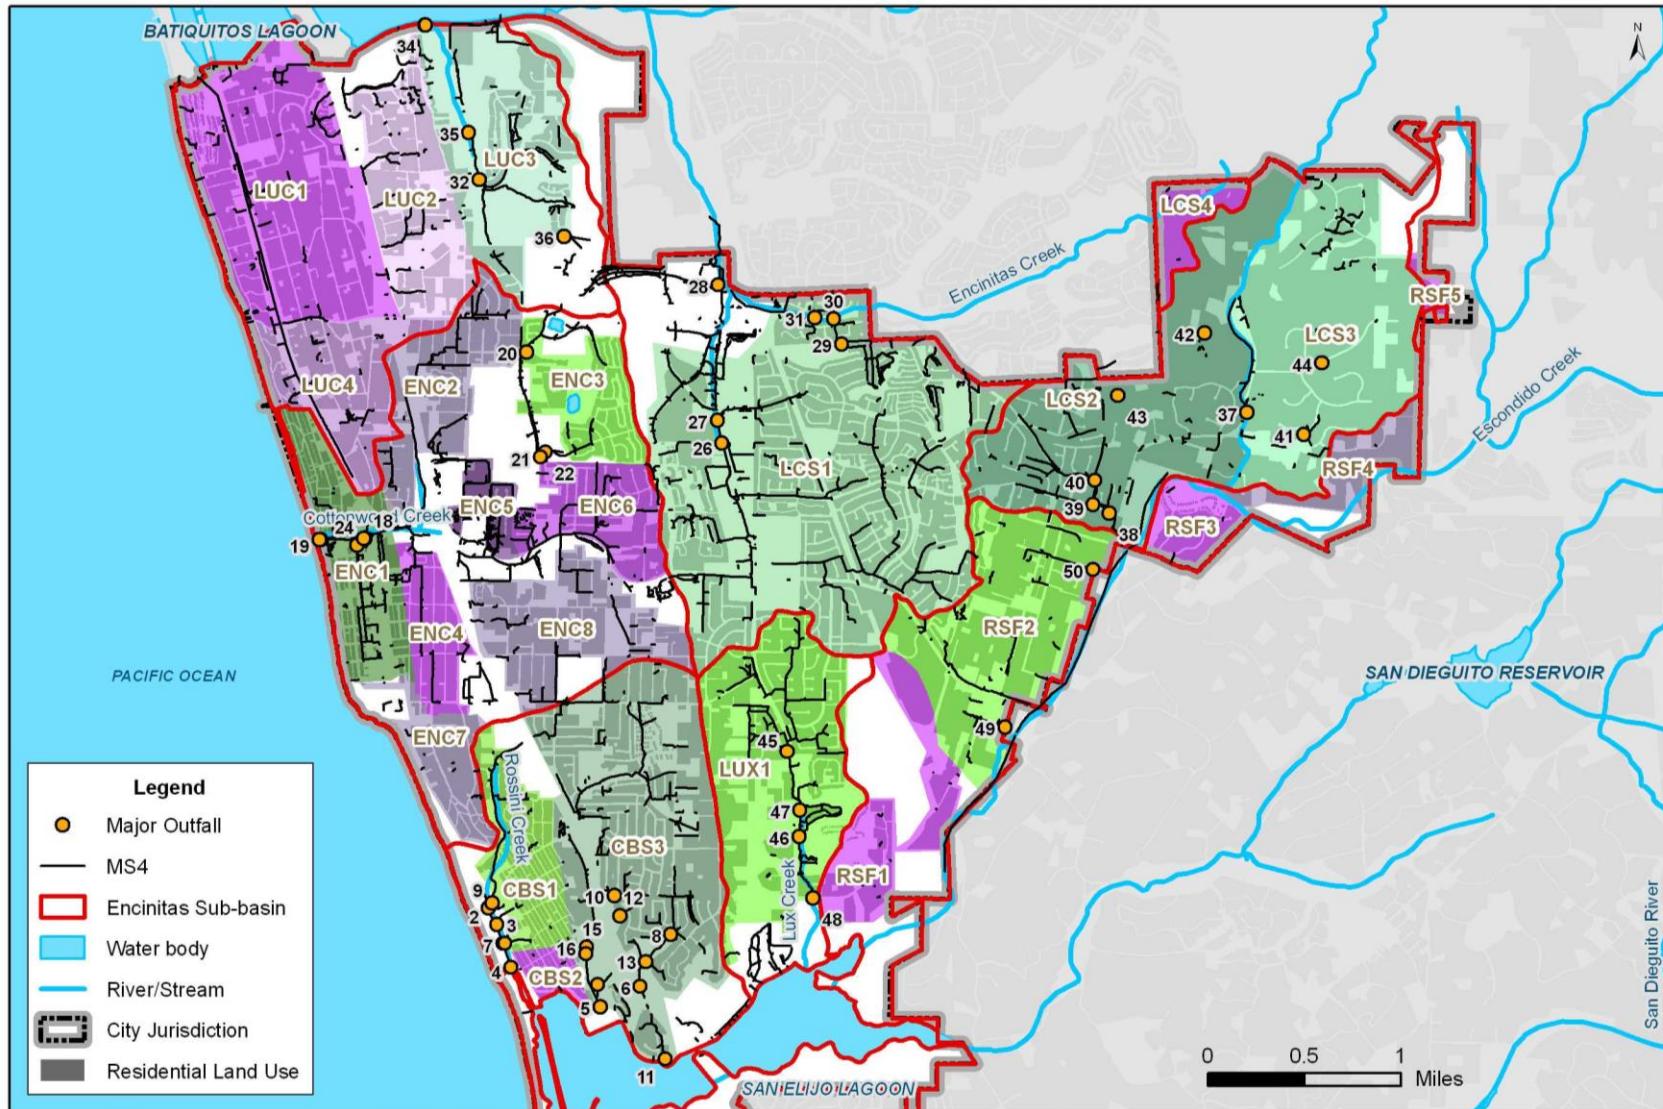 BATIQUITOS LAGOON
N
34
35
LUC3
32
LUC1
LUC2
36
LCS4
28
Encinitas Creek
RSF5
30
31
29
42
LCS3
20
ENC3
44
LUC4
ENC2
LCS2
43
37
Escondido Creek
27
26
41
21
22
LCS1
RSF4
40
ENC5
ENC6
39
Cottonwood Creek
18
24
19
38
RSF3
ENC1
50
ENC4
ENC8
RSF2
PACIFIC OCEAN
SAN DIEGUITO RESERVOIR
ENC7
49
45
LUX1
Rossini Creek
47
46
CBS3
RSF1
9
CBS1
10
12
2
3
48
Lux Creek
15
8
7
16
13
4
CBS2
6
5
11
SAN ELIJO LAGOON
San Dieguito River
Legend
Major Outfall
MS4
Encinitas Sub-basin
Water body
River/Stream
City Jurisdiction
Residential Land Use
0 0.5 1
Miles